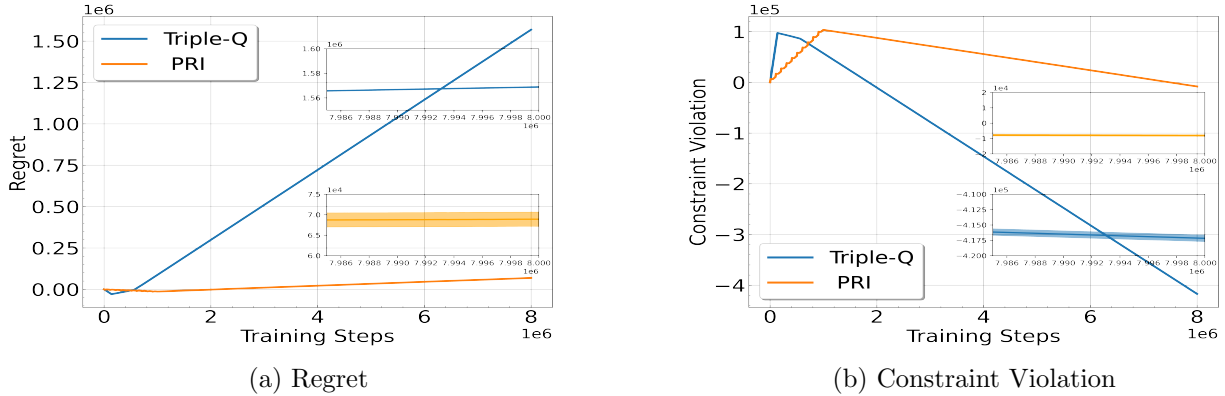 1e6
1.50
1.25
1.00
0.75
0.50
0.25
0.00
Regret
Triple-Q
PRI
1e6
1.60
1.58
1.56
7.986 7.988 7.990 7.992 7.994 7.996 7.998 8.000
1e6
1e4
7.5
7.0
6.5
6.0
7.986 7.988 7.990 7.992 7.994 7.996 7.998 8.000
1e6
0 2 4 6 8
Training Steps
1e6
(a) Regret
1e5
1
0
−1
−2
−3
−4
Constraint Violation
1e4
2
1
0
−1
−2
7.986 7.988 7.990 7.992 7.994 7.996 7.998 8.000
1e6
1e5
−4.100
−4.125
−4.150
−4.175
−4.200
7.986 7.988 7.990 7.992 7.994 7.996 7.998 8.000
1e6
Triple-Q
PRI
0 2 4 6 8
Training Steps
1e6
(b) Constraint Violation